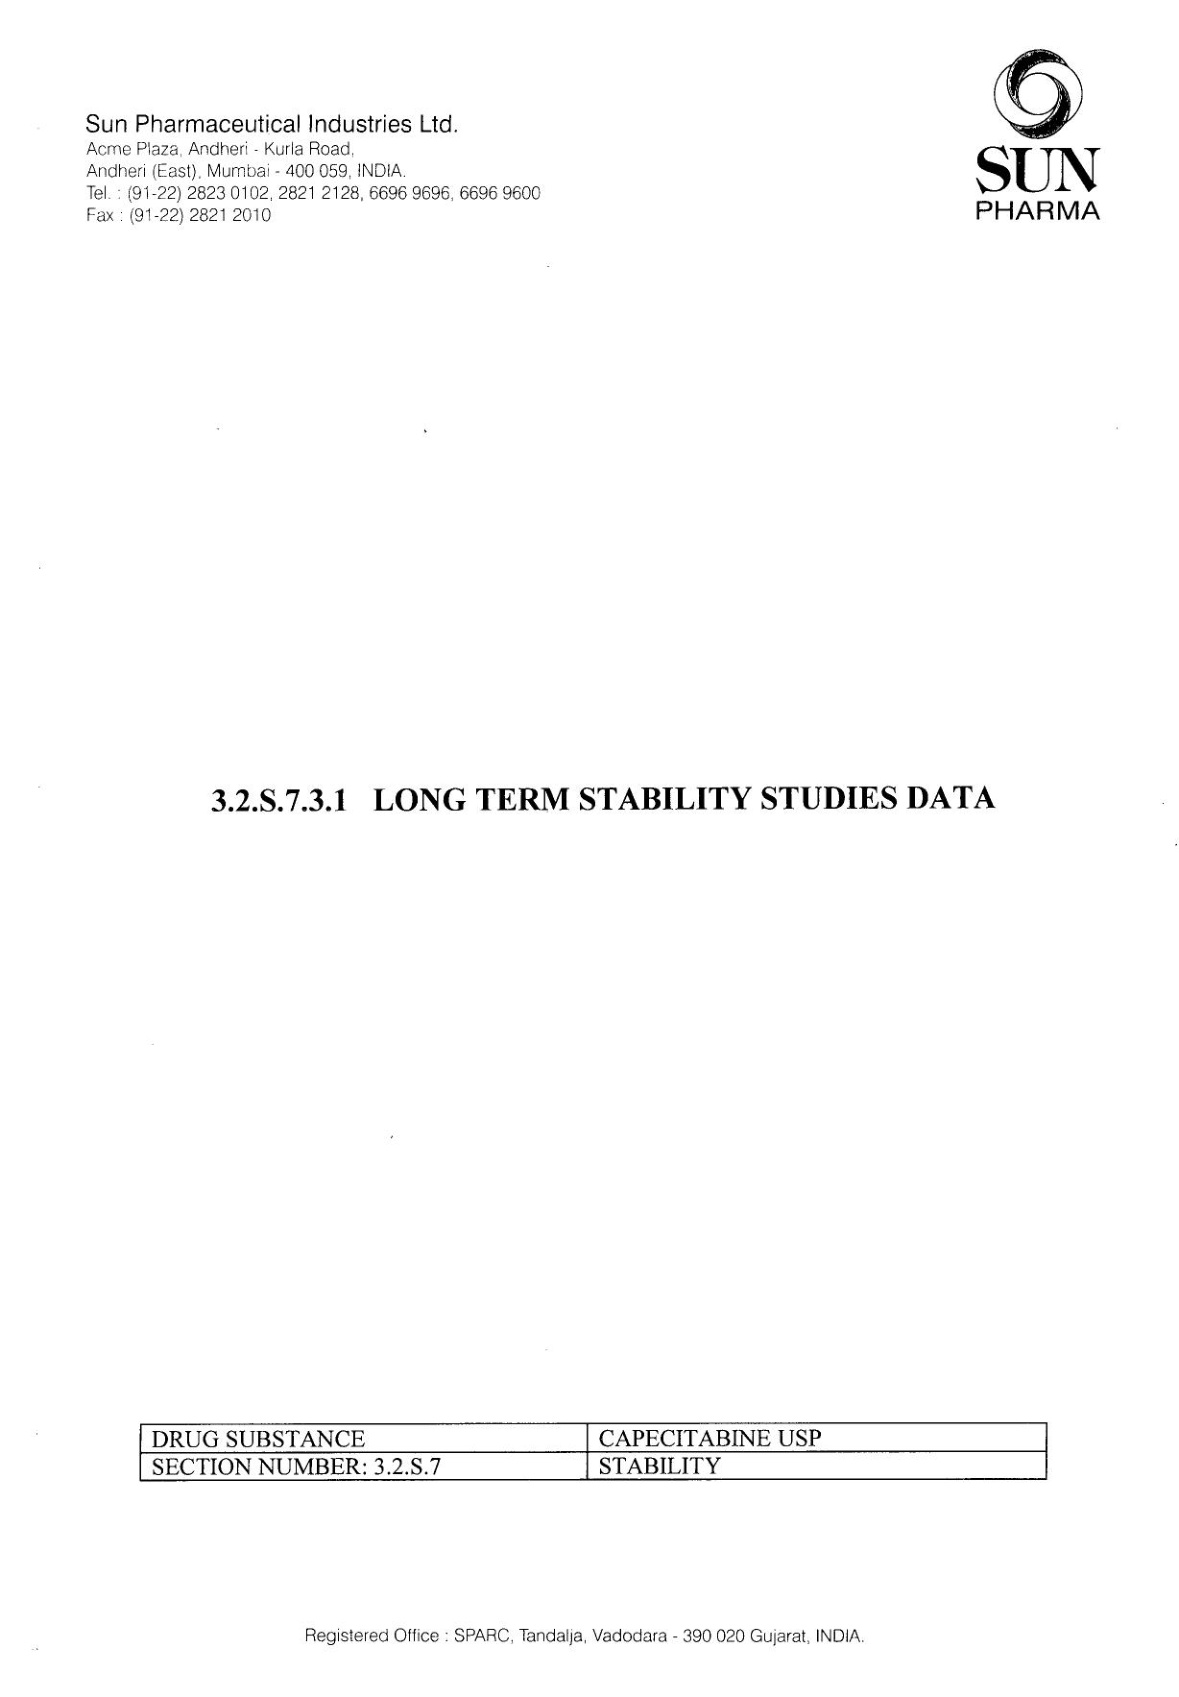 Sun Pharmaceutical Industries Ltd.
Acme Plaza, Andheri - Kurla Road,
Andheri (East), Mumbai - 400 059, INDIA.
Tel. : (91-22) 2823 0102, 2821 2128, 6696 9696, 6696 9600
Fax : (91-22) 2821 2010
SUN
PHARMA
3.2.S.7.3.1 LONG TERM STABILITY STUDIES DATA
DRUG SUBSTANCE CAPECITABINE USP
SECTION NUMBER: 3.2.S.7 STABILITY
Registered Office : SPARC, Tandalja, Vadodara - 390 020 Gujarat, INDIA.